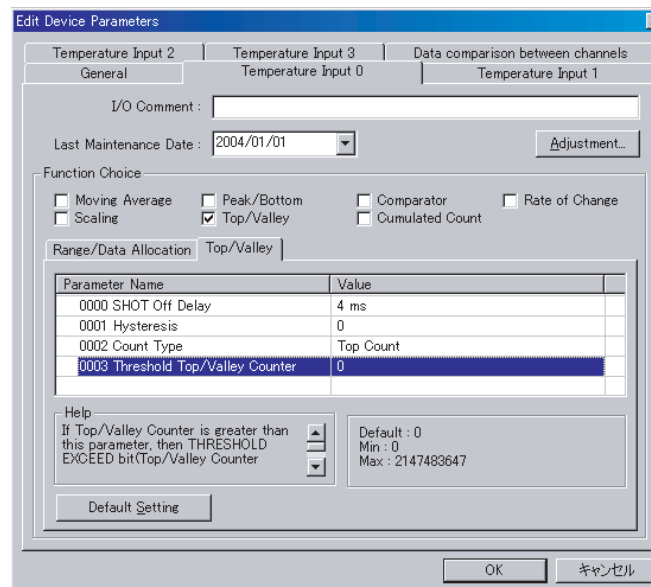 Edit Device Parameters
Temperature Input 2
Temperature Input 3
Data comparison between channels
General
Temperature Input 0
Temperature Input 1
I/O Comment :
Last Maintenance Date :
2004/01/01
Adjustment...
Function Choice
Moving Average
Peak/Bottom
Comparator
Rate of Change
Scaling
Top/Valley
Cumulated Count
Range/Data Allocation
Top/Valley
Parameter Name Value
0000 SHOT Off Delay 4 ms
0001 Hysteresis 0
0002 Count Type Top Count
0003 Threshold Top/Valley Counter 0
Help
If Top/Valley Counter is greater than
this parameter, then THRESHOLD
EXCEED bit(Top/Valley Counter
Default : 0
Min : 0
Max : 2147483647
Default Setting
OK
キャンセル